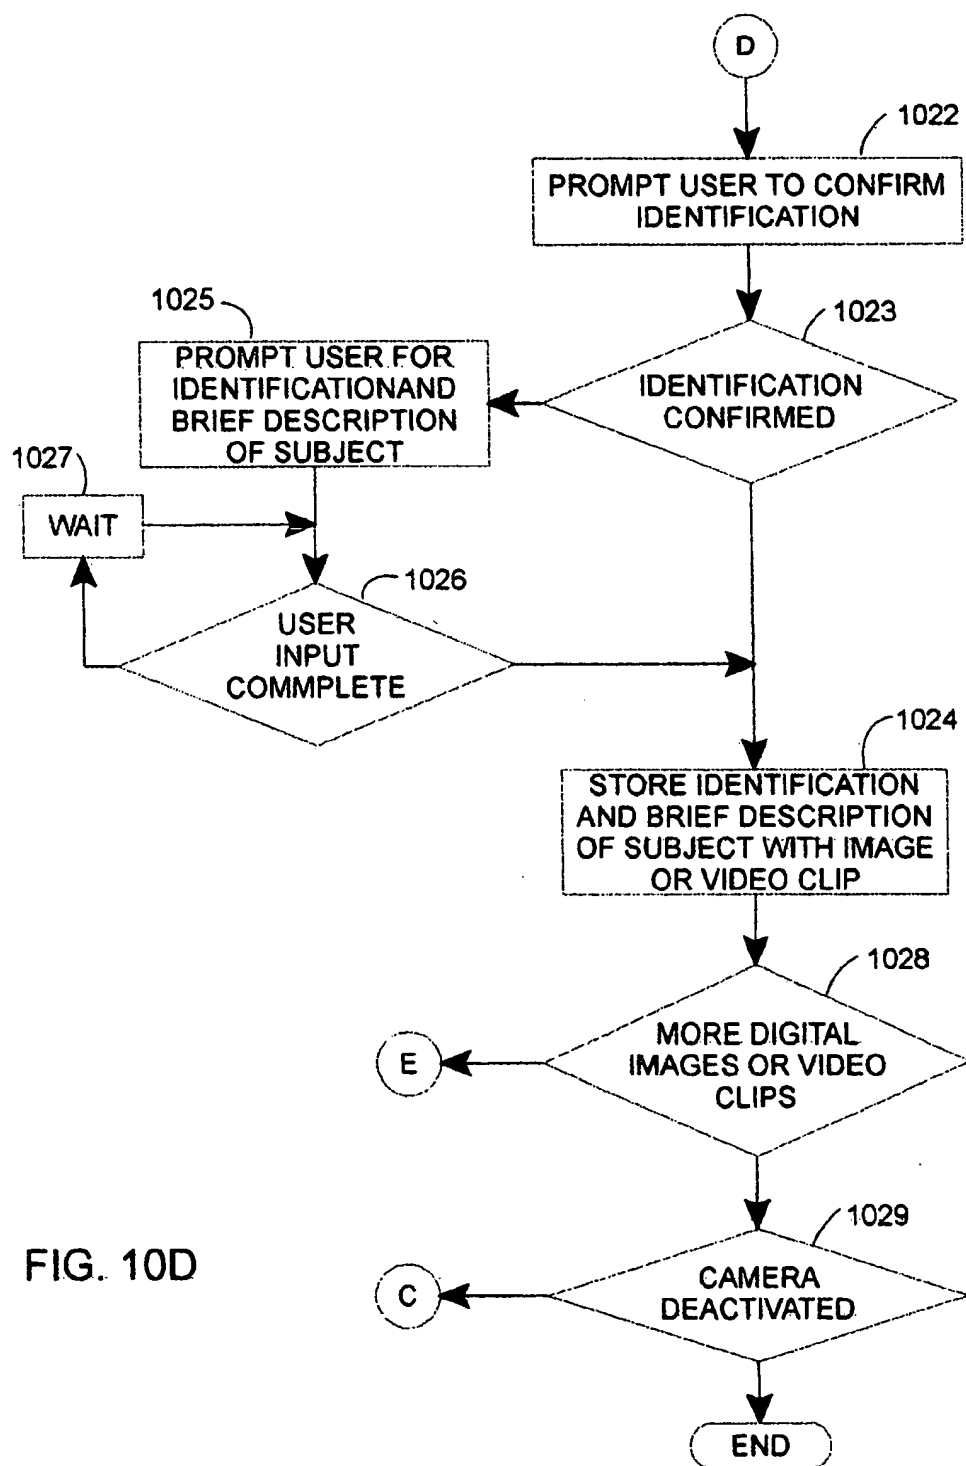 D
1022
PROMPT USER TO CONFIRM
IDENTIFICATION
1023
IDENTIFICATION
CONFIRMED
1025
PROMPT USER FOR
IDENTIFICATIONAND
BRIEF DESCRIPTION
OF SUBJECT
1027
WAIT
1026
USER
INPUT
COMMPLETE
1024
STORE IDENTIFICATION
AND BRIEF DESCRIPTION
OF SUBJECT WITH IMAGE
OR VIDEO CLIP
1028
MORE DIGITAL
IMAGES OR VIDEO
CLIPS
E
1029
CAMERA
DEACTIVATED
C
END
FIG. 10D